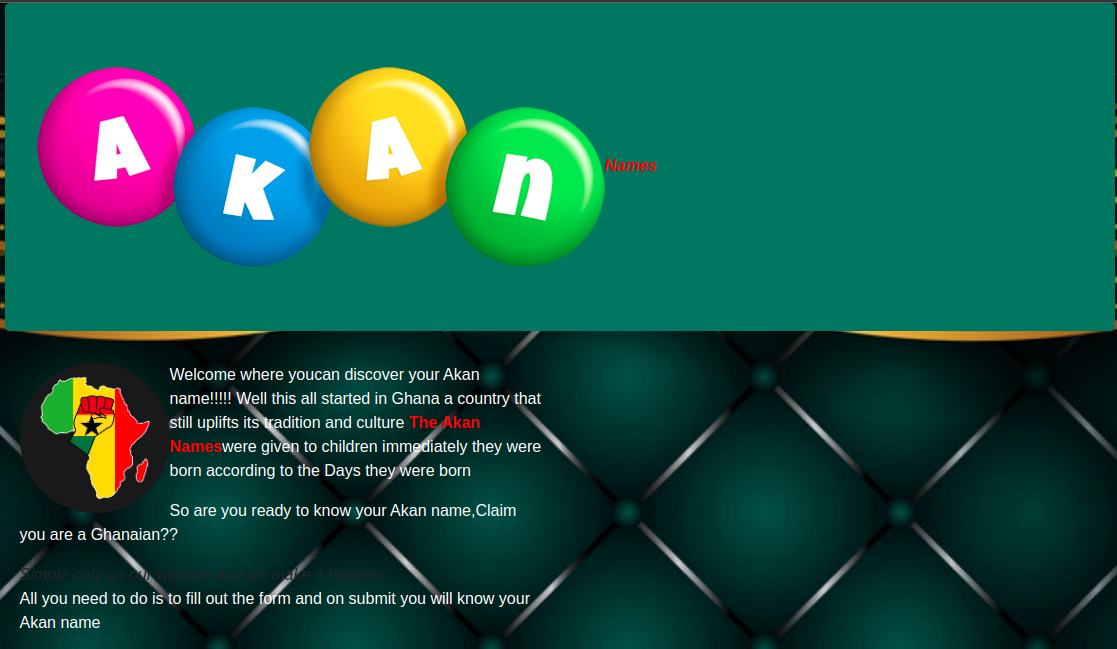 AKAn Names
Welcome where youcan discover your Akan
name!!!!! Well this all started in Ghana a country that
still uplifts its tradition and culture The Akan
Nameswere given to children immediately they were
born according to the Days they were born
So are you ready to know your Akan name,Claim
you are a Ghanaian??
Simple only on our website and we make it Happen
All you need to do is to fill out the form and on submit you will know your
Akan name